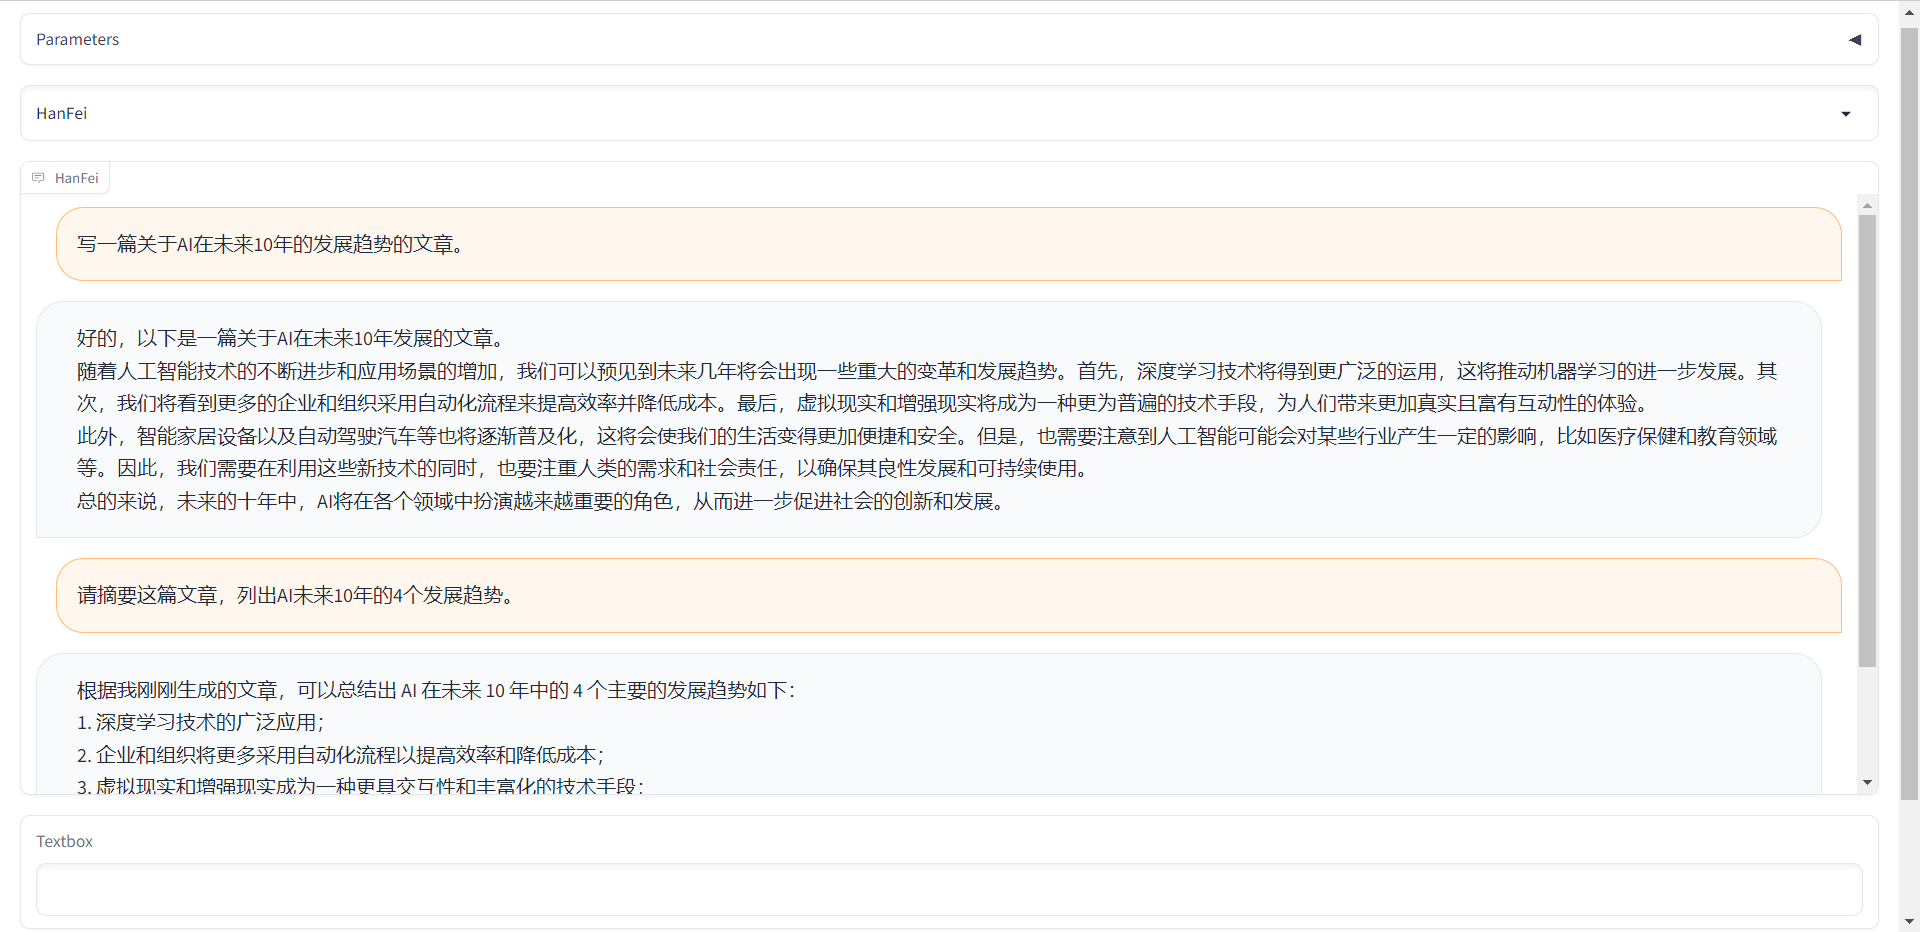 Parameters
HanFei
HanFei
写一篇关于AI在未来10年的发展趋势的文章。
好的，以下是一篇关于AI在未来10年发展的文章。
随着人工智能技术的不断进步和应用场景的增加，我们可以预见到未来几年将会出现一些重大的变革和发展趋势。首先，深度学习技术将得到更广泛的运用，这将推动机器学习的进一步发展。其
次，我们将看到更多的企业和组织采用自动化流程来提高效率并降低成本。最后，虚拟现实和增强现实将成为一种更为普遍的技术手段，为人们带来更加真实且富有互动性的体验。
此外，智能家居设备以及自动驾驶汽车等也将逐渐普及化，这将会使我们的生活变得更加便捷和安全。但是，也需要注意到人工智能可能会对某些行业产生一定的影响，比如医疗保健和教育领域
等。因此，我们需要在利用这些新技术的同时，也要注重人类的需求和社会责任，以确保其良性发展和可持续使用。
总的来说，未来的十年中，AI将在各个领域中扮演越来越重要的角色，从而进一步促进社会的创新和发展。
请摘要这篇文章，列出AI未来10年的4个发展趋势。
根据我刚刚生成的文章，可以总结出 AI 在未来 10 年中的 4 个主要的发展趋势如下：
1. 深度学习技术的广泛应用；
2. 企业和组织将更多采用自动化流程以提高效率和降低成本；
3. 虚拟现实和增强现实成为一种更具交互性和丰富化的技术手段；
Textbox